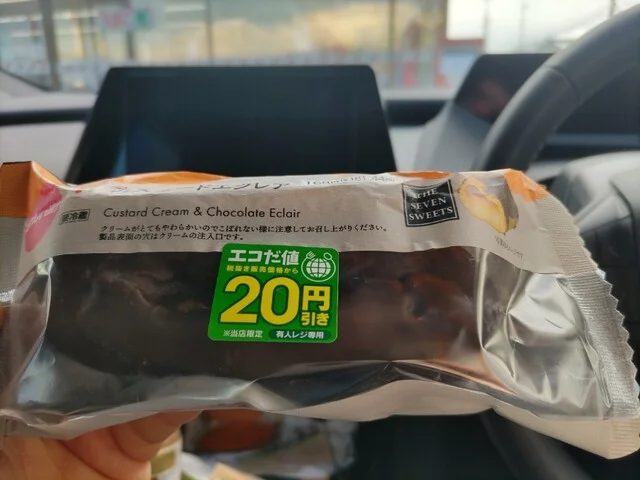 要冷蔵
Custard Cream & Chocolate Eclair
クリームがとてもやわらかいのでこぼれない様に注意してお召し上がりください。
製品表面の穴はクリームの注入口です。
THE
SEVEN
SWEETS
エコだ値
税抜き販売価格から
20円
引き
※当店限定 有人レジ専用